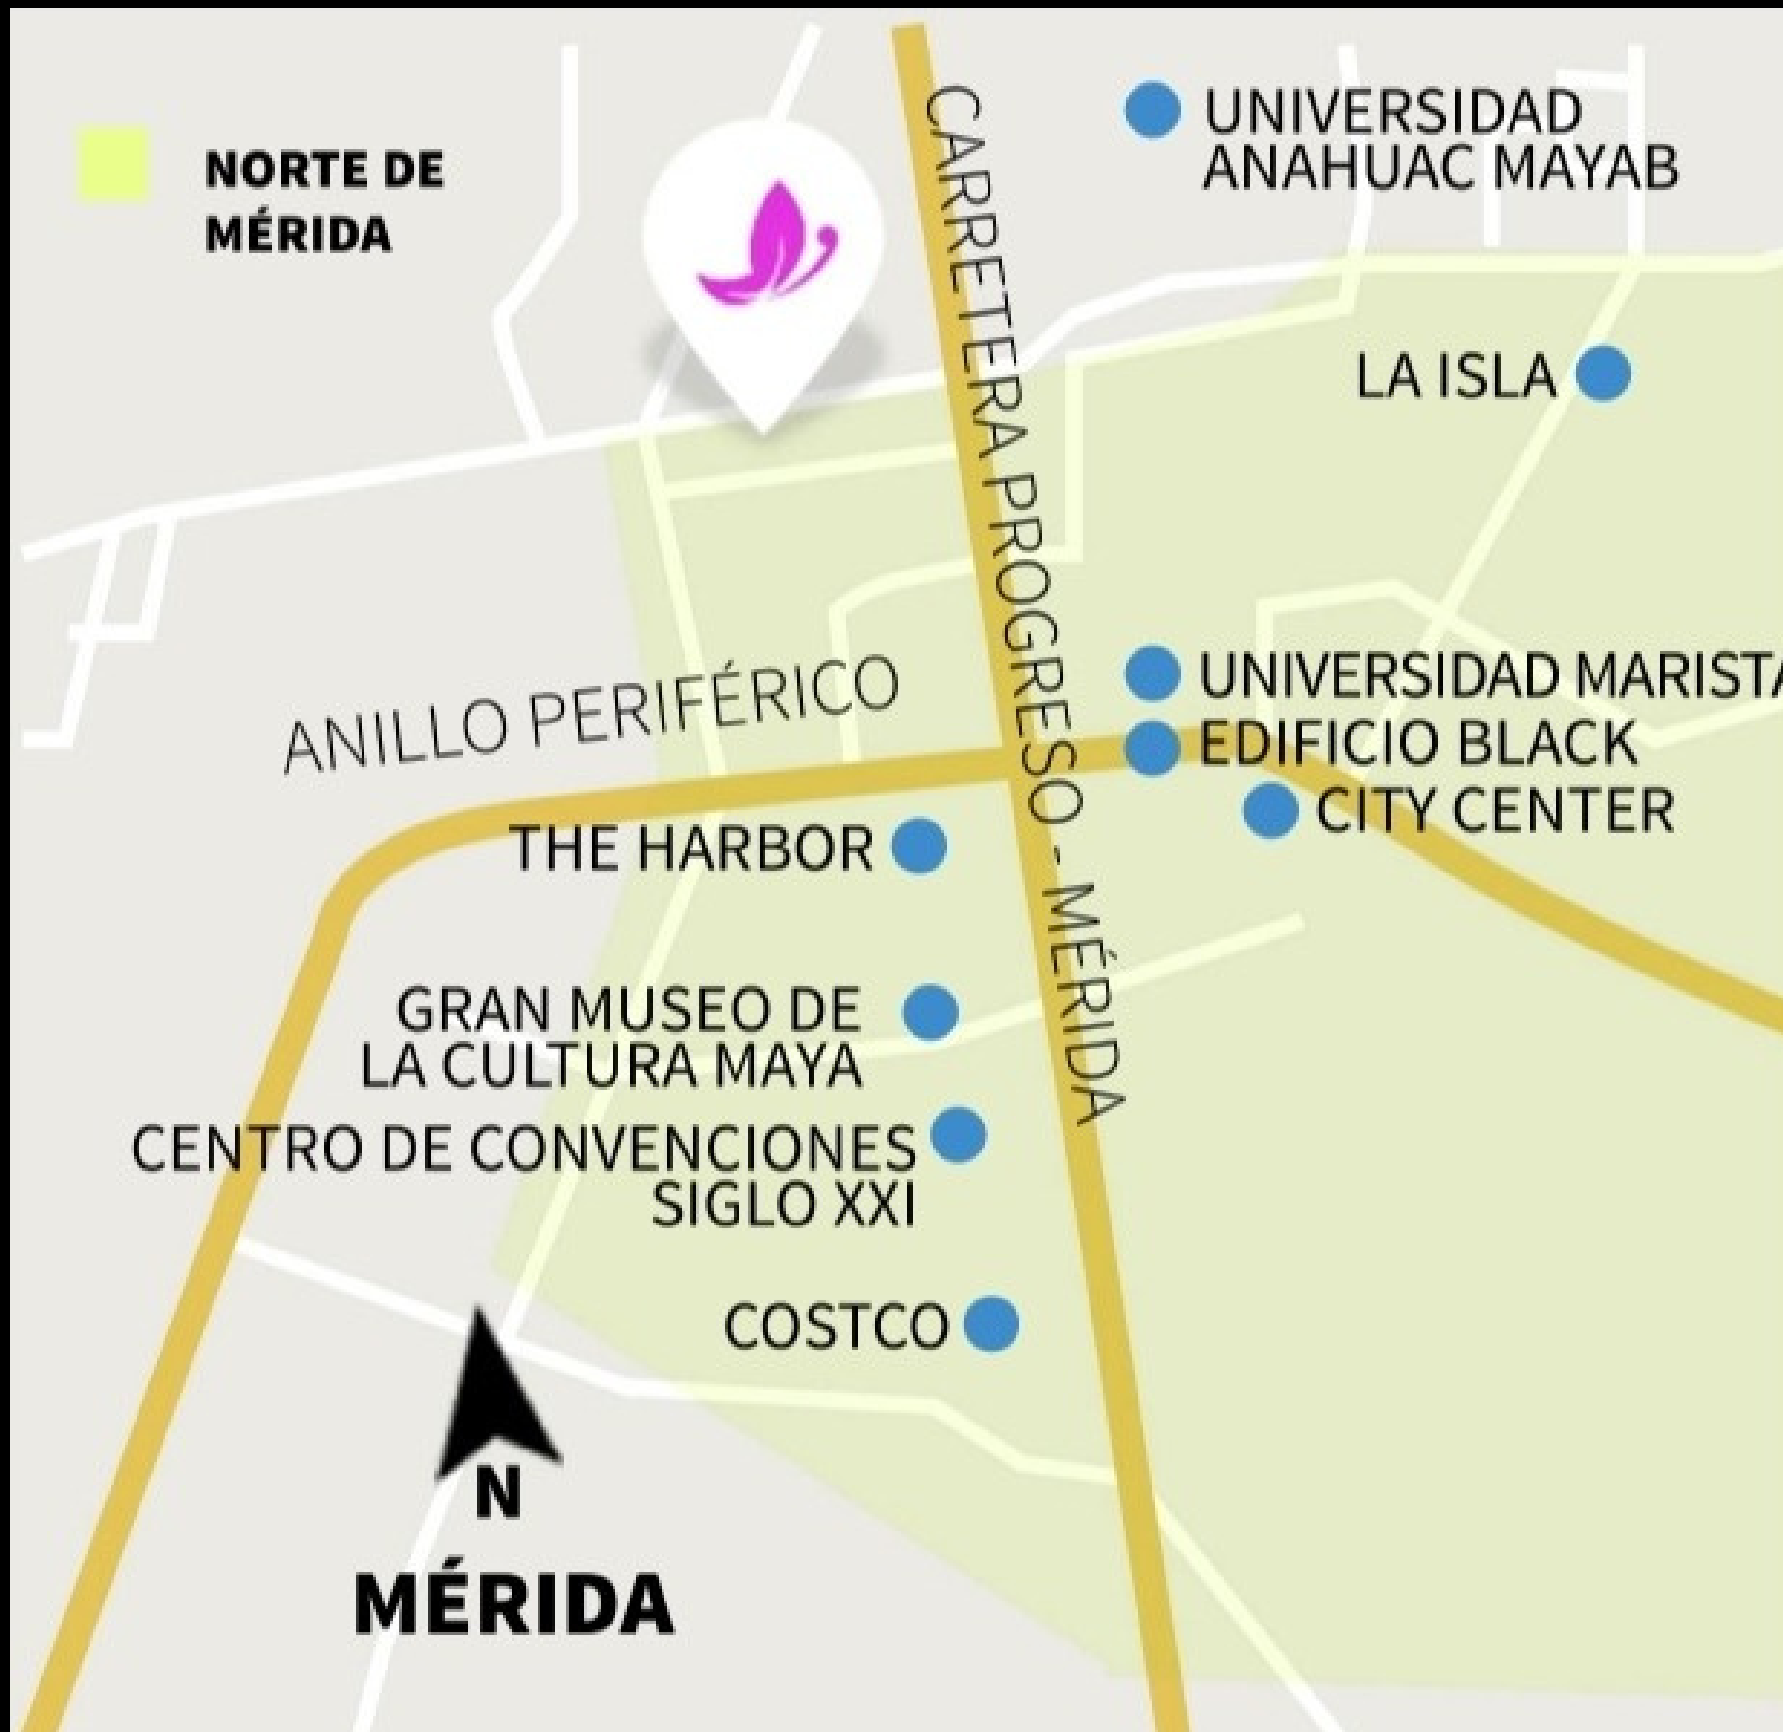 NORTE DE
MÉRIDA
CARRETERA PROGRESO - MÉRIDA
UNIVERSIDAD
ANAHUAC MAYAB
LA ISLA
ANILLO PERIFÉRICO
UNIVERSIDAD MARISTA
EDIFICIO BLACK
CITY CENTER
THE HARBOR
GRAN MUSEO DE
LA CULTURA MAYA
CENTRO DE CONVENCIONES
SIGLO XXI
COSTCO
N
MÉRIDA